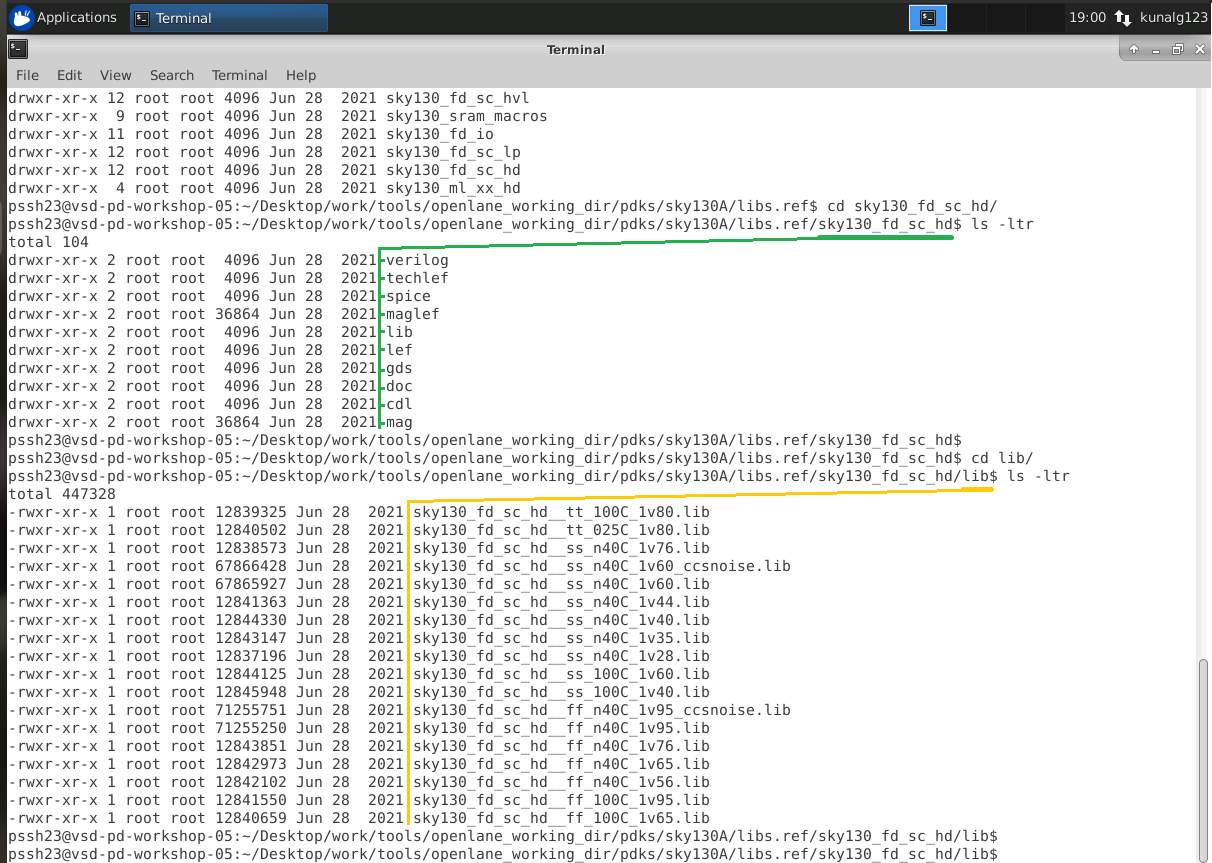 Applications Terminal 19:00 kunalg123
Terminal
File Edit View Search Terminal Help
drwxr-xr-x 12 root root 4096 Jun 28  2021 sky130_fd_sc_hvl
drwxr-xr-x  9 root root 4096 Jun 28  2021 sky130_sram_macros
drwxr-xr-x 11 root root 4096 Jun 28  2021 sky130_fd_io
drwxr-xr-x 12 root root 4096 Jun 28  2021 sky130_fd_sc_lp
drwxr-xr-x 12 root root 4096 Jun 28  2021 sky130_fd_sc_hd
drwxr-xr-x  4 root root 4096 Jun 28  2021 sky130_ml_xx_hd
pssh23@vsd-pd-workshop-05:~/Desktop/work/tools/openlane_working_dir/pdks/sky130A/libs.ref$ cd sky130_fd_sc_hd/
pssh23@vsd-pd-workshop-05:~/Desktop/work/tools/openlane_working_dir/pdks/sky130A/libs.ref/sky130_fd_sc_hd$ ls -ltr
total 104
drwxr-xr-x 2 root root  4096 Jun 28  2021 verilog
drwxr-xr-x 2 root root  4096 Jun 28  2021 techlef
drwxr-xr-x 2 root root  4096 Jun 28  2021 spice
drwxr-xr-x 2 root root 36864 Jun 28  2021 maglef
drwxr-xr-x 2 root root  4096 Jun 28  2021 lib
drwxr-xr-x 2 root root  4096 Jun 28  2021 lef
drwxr-xr-x 2 root root  4096 Jun 28  2021 gds
drwxr-xr-x 2 root root  4096 Jun 28  2021 doc
drwxr-xr-x 2 root root  4096 Jun 28  2021 cdl
drwxr-xr-x 2 root root 36864 Jun 28  2021 mag
pssh23@vsd-pd-workshop-05:~/Desktop/work/tools/openlane_working_dir/pdks/sky130A/libs.ref/sky130_fd_sc_hd$
pssh23@vsd-pd-workshop-05:~/Desktop/work/tools/openlane_working_dir/pdks/sky130A/libs.ref/sky130_fd_sc_hd$ cd lib/
pssh23@vsd-pd-workshop-05:~/Desktop/work/tools/openlane_working_dir/pdks/sky130A/libs.ref/sky130_fd_sc_hd/lib$ ls -ltr
total 447328
-rwxr-xr-x 1 root root 12839325 Jun 28  2021 sky130_fd_sc_hd__tt_100C_1v80.lib
-rwxr-xr-x 1 root root 12840502 Jun 28  2021 sky130_fd_sc_hd__tt_025C_1v80.lib
-rwxr-xr-x 1 root root 12838573 Jun 28  2021 sky130_fd_sc_hd__ss_n40C_1v76.lib
-rwxr-xr-x 1 root root 67866428 Jun 28  2021 sky130_fd_sc_hd__ss_n40C_1v60_ccsnoise.lib
-rwxr-xr-x 1 root root 67865927 Jun 28  2021 sky130_fd_sc_hd__ss_n40C_1v60.lib
-rwxr-xr-x 1 root root 12841363 Jun 28  2021 sky130_fd_sc_hd__ss_n40C_1v44.lib
-rwxr-xr-x 1 root root 12844330 Jun 28  2021 sky130_fd_sc_hd__ss_n40C_1v40.lib
-rwxr-xr-x 1 root root 12843147 Jun 28  2021 sky130_fd_sc_hd__ss_n40C_1v35.lib
-rwxr-xr-x 1 root root 12837196 Jun 28  2021 sky130_fd_sc_hd__ss_n40C_1v28.lib
-rwxr-xr-x 1 root root 12844125 Jun 28  2021 sky130_fd_sc_hd__ss_100C_1v60.lib
-rwxr-xr-x 1 root root 12845948 Jun 28  2021 sky130_fd_sc_hd__ss_100C_1v40.lib
-rwxr-xr-x 1 root root 71255751 Jun 28  2021 sky130_fd_sc_hd__ff_n40C_1v95_ccsnoise.lib
-rwxr-xr-x 1 root root 71255250 Jun 28  2021 sky130_fd_sc_hd__ff_n40C_1v95.lib
-rwxr-xr-x 1 root root 12843851 Jun 28  2021 sky130_fd_sc_hd__ff_n40C_1v76.lib
-rwxr-xr-x 1 root root 12842973 Jun 28  2021 sky130_fd_sc_hd__ff_n40C_1v65.lib
-rwxr-xr-x 1 root root 12842102 Jun 28  2021 sky130_fd_sc_hd__ff_n40C_1v56.lib
-rwxr-xr-x 1 root root 12841550 Jun 28  2021 sky130_fd_sc_hd__ff_100C_1v95.lib
-rwxr-xr-x 1 root root 12840659 Jun 28  2021 sky130_fd_sc_hd__ff_100C_1v65.lib
pssh23@vsd-pd-workshop-05:~/Desktop/work/tools/openlane_working_dir/pdks/sky130A/libs.ref/sky130_fd_sc_hd/lib$
pssh23@vsd-pd-workshop-05:~/Desktop/work/tools/openlane_working_dir/pdks/sky130A/libs.ref/sky130_fd_sc_hd/lib$